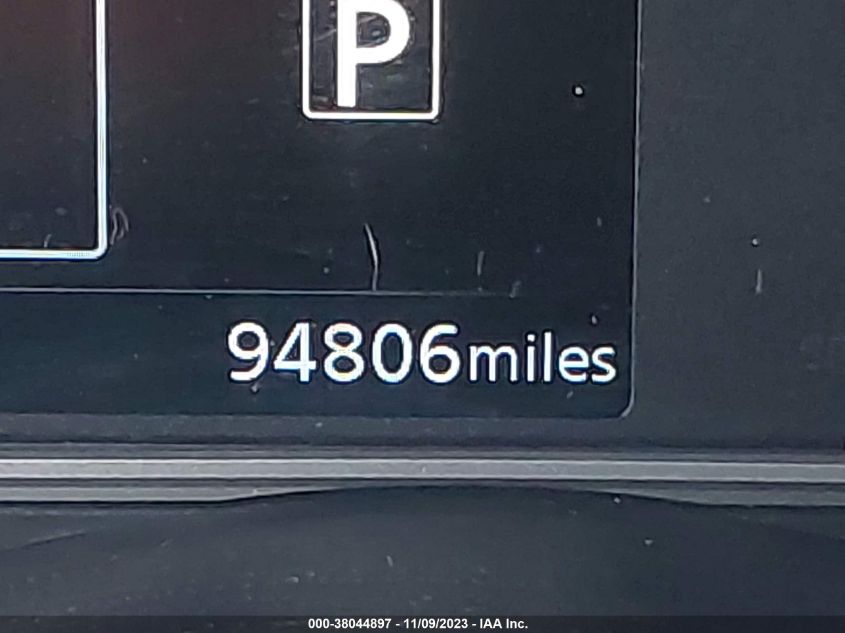 P
94806miles
000-38044897 - 11/09/2023 - IAA Inc.